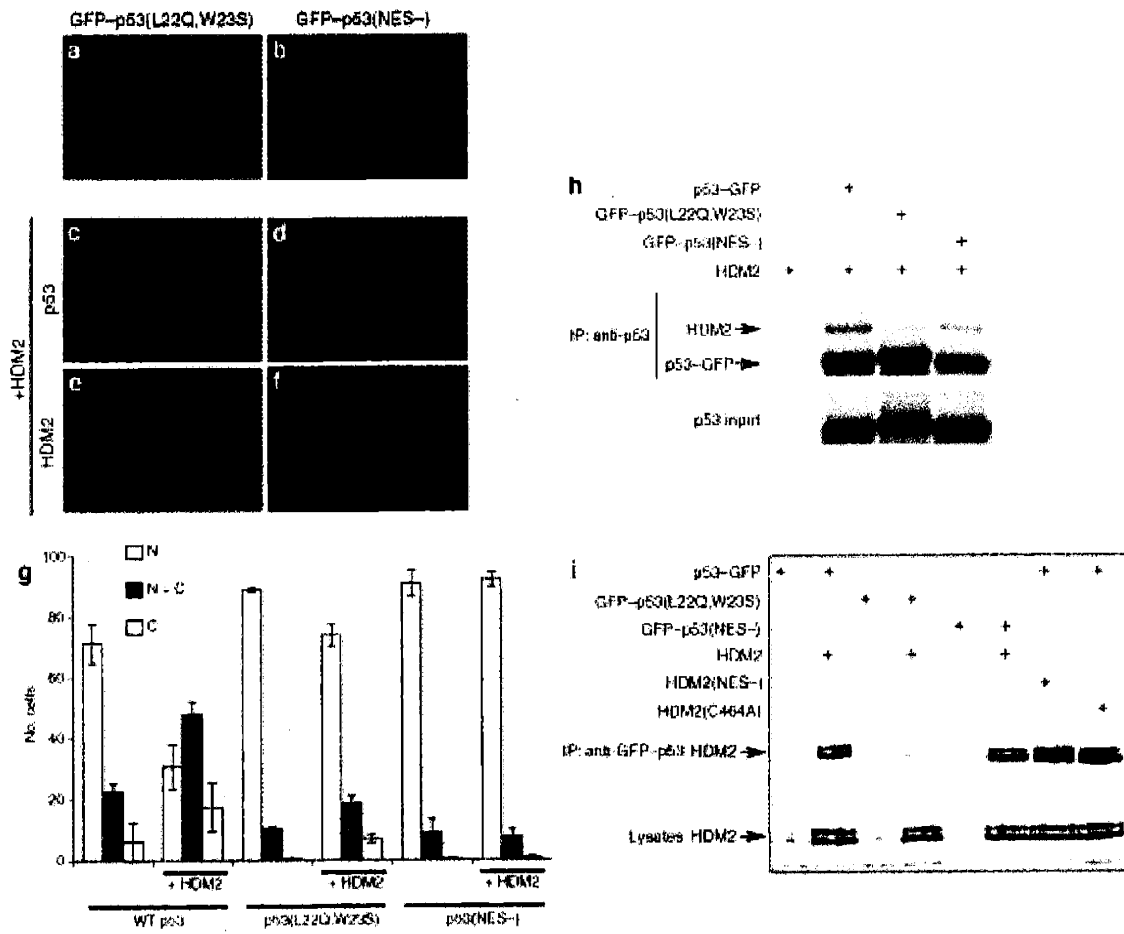 GFP–p53(L22Q,W23S) GFP–p53(NES–)
a b
c d
e f
+HDM2
p53
HDM2
g
N
N – C
C
100
80
60
40
20
0
No. cells
+ HDM2 + HDM2 + HDM2
WT p53 p53(L22Q,W23S) p53(NES–)
h
p53–GFP +
GFP–p53(L22Q,W23S) +
GFP–p53(NES–) +
HDM2 + + + +
IP: anti-p53
HDM2
p53–GFP
p53 input
i
p53–GFP + + + +
GFP–p53(L22Q,W23S) + +
GFP–p53(NES–) + +
HDM2 + + +
HDM2(NES–) +
HDM2(C464A) +
IP: anti-GFP-p53 HDM2
Lysates HDM2